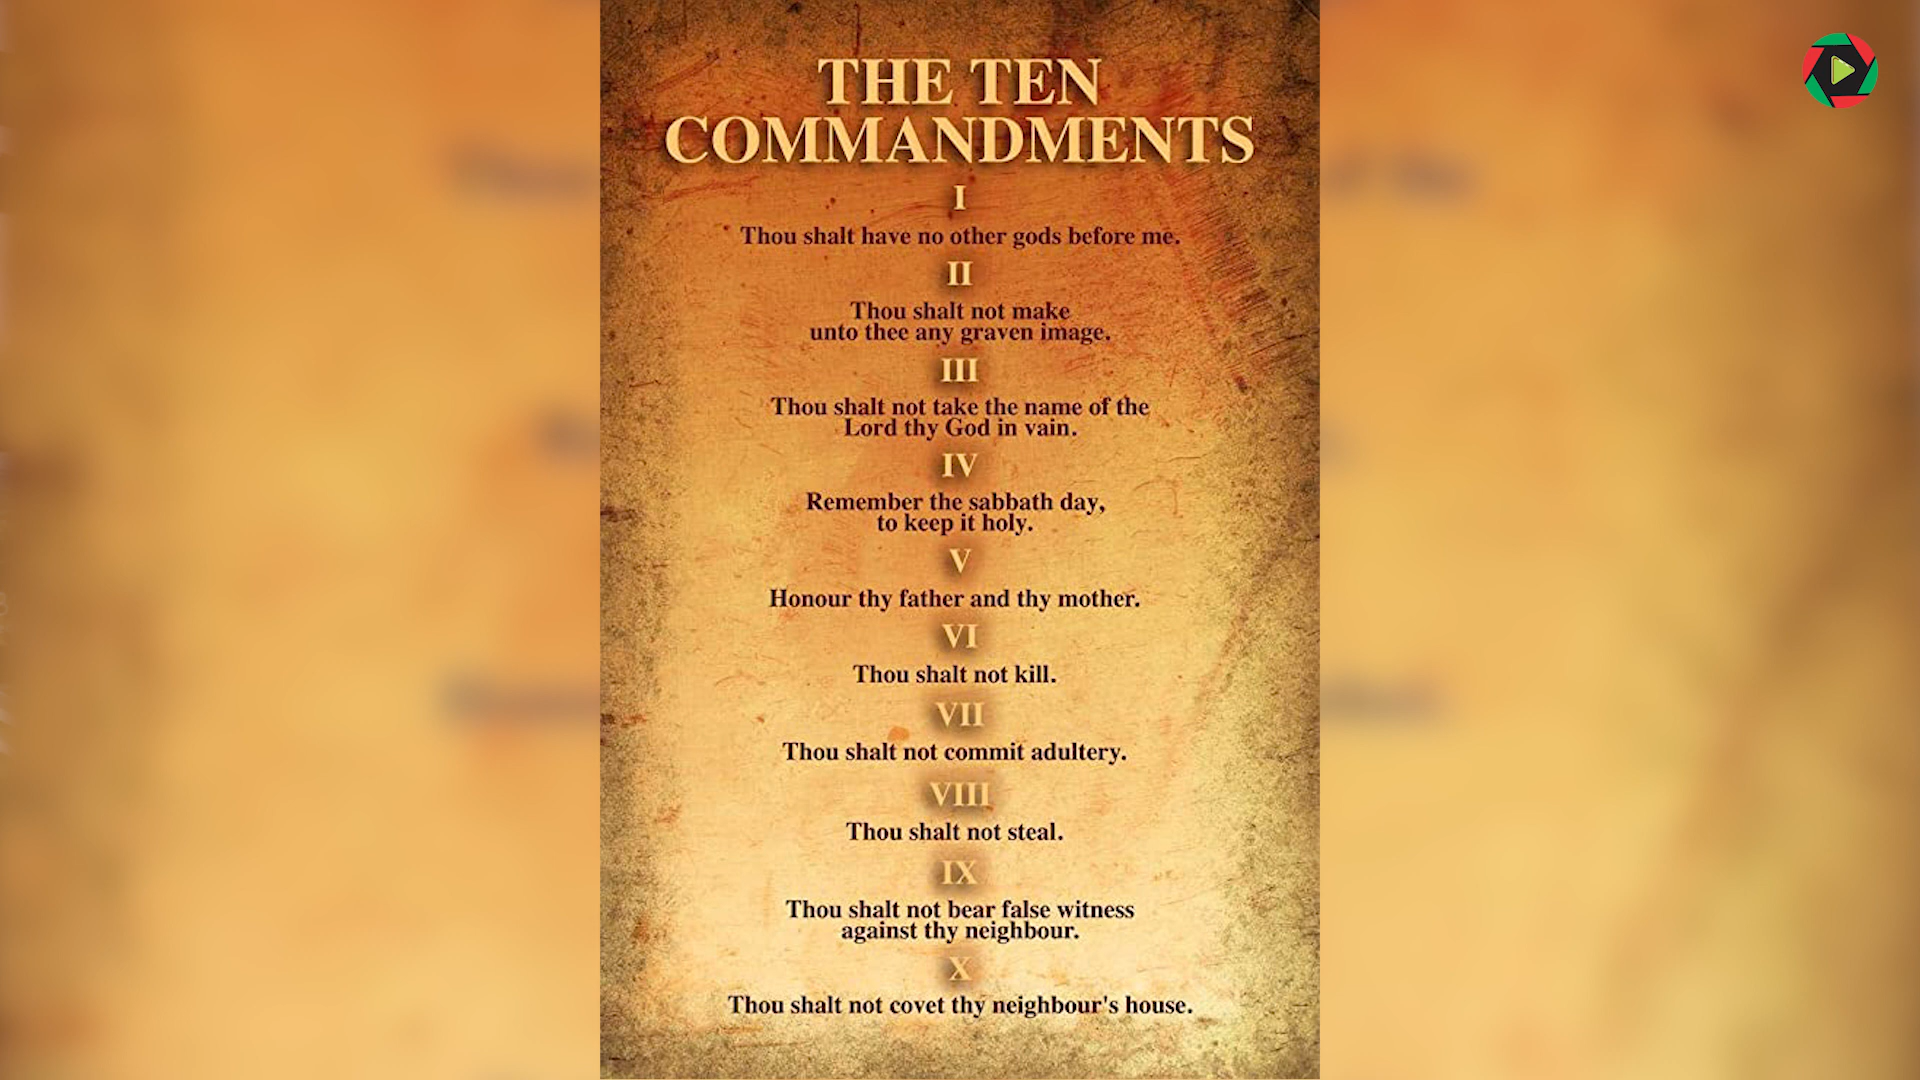 THE TEN
COMMANDMENTS
I
Thou shalt have no other gods before me.
II
Thou shalt not make
unto thee any graven image.
III
Thou shalt not take the name of the
Lord thy God in vain.
IV
Remember the sabbath day,
to keep it holy.
V
Honour thy father and thy mother.
VI
Thou shalt not kill.
VII
Thou shalt not commit adultery.
VIII
Thou shalt not steal.
IX
Thou shalt not bear false witness
against thy neighbour.
X
Thou shalt not covet thy neighbour's house.